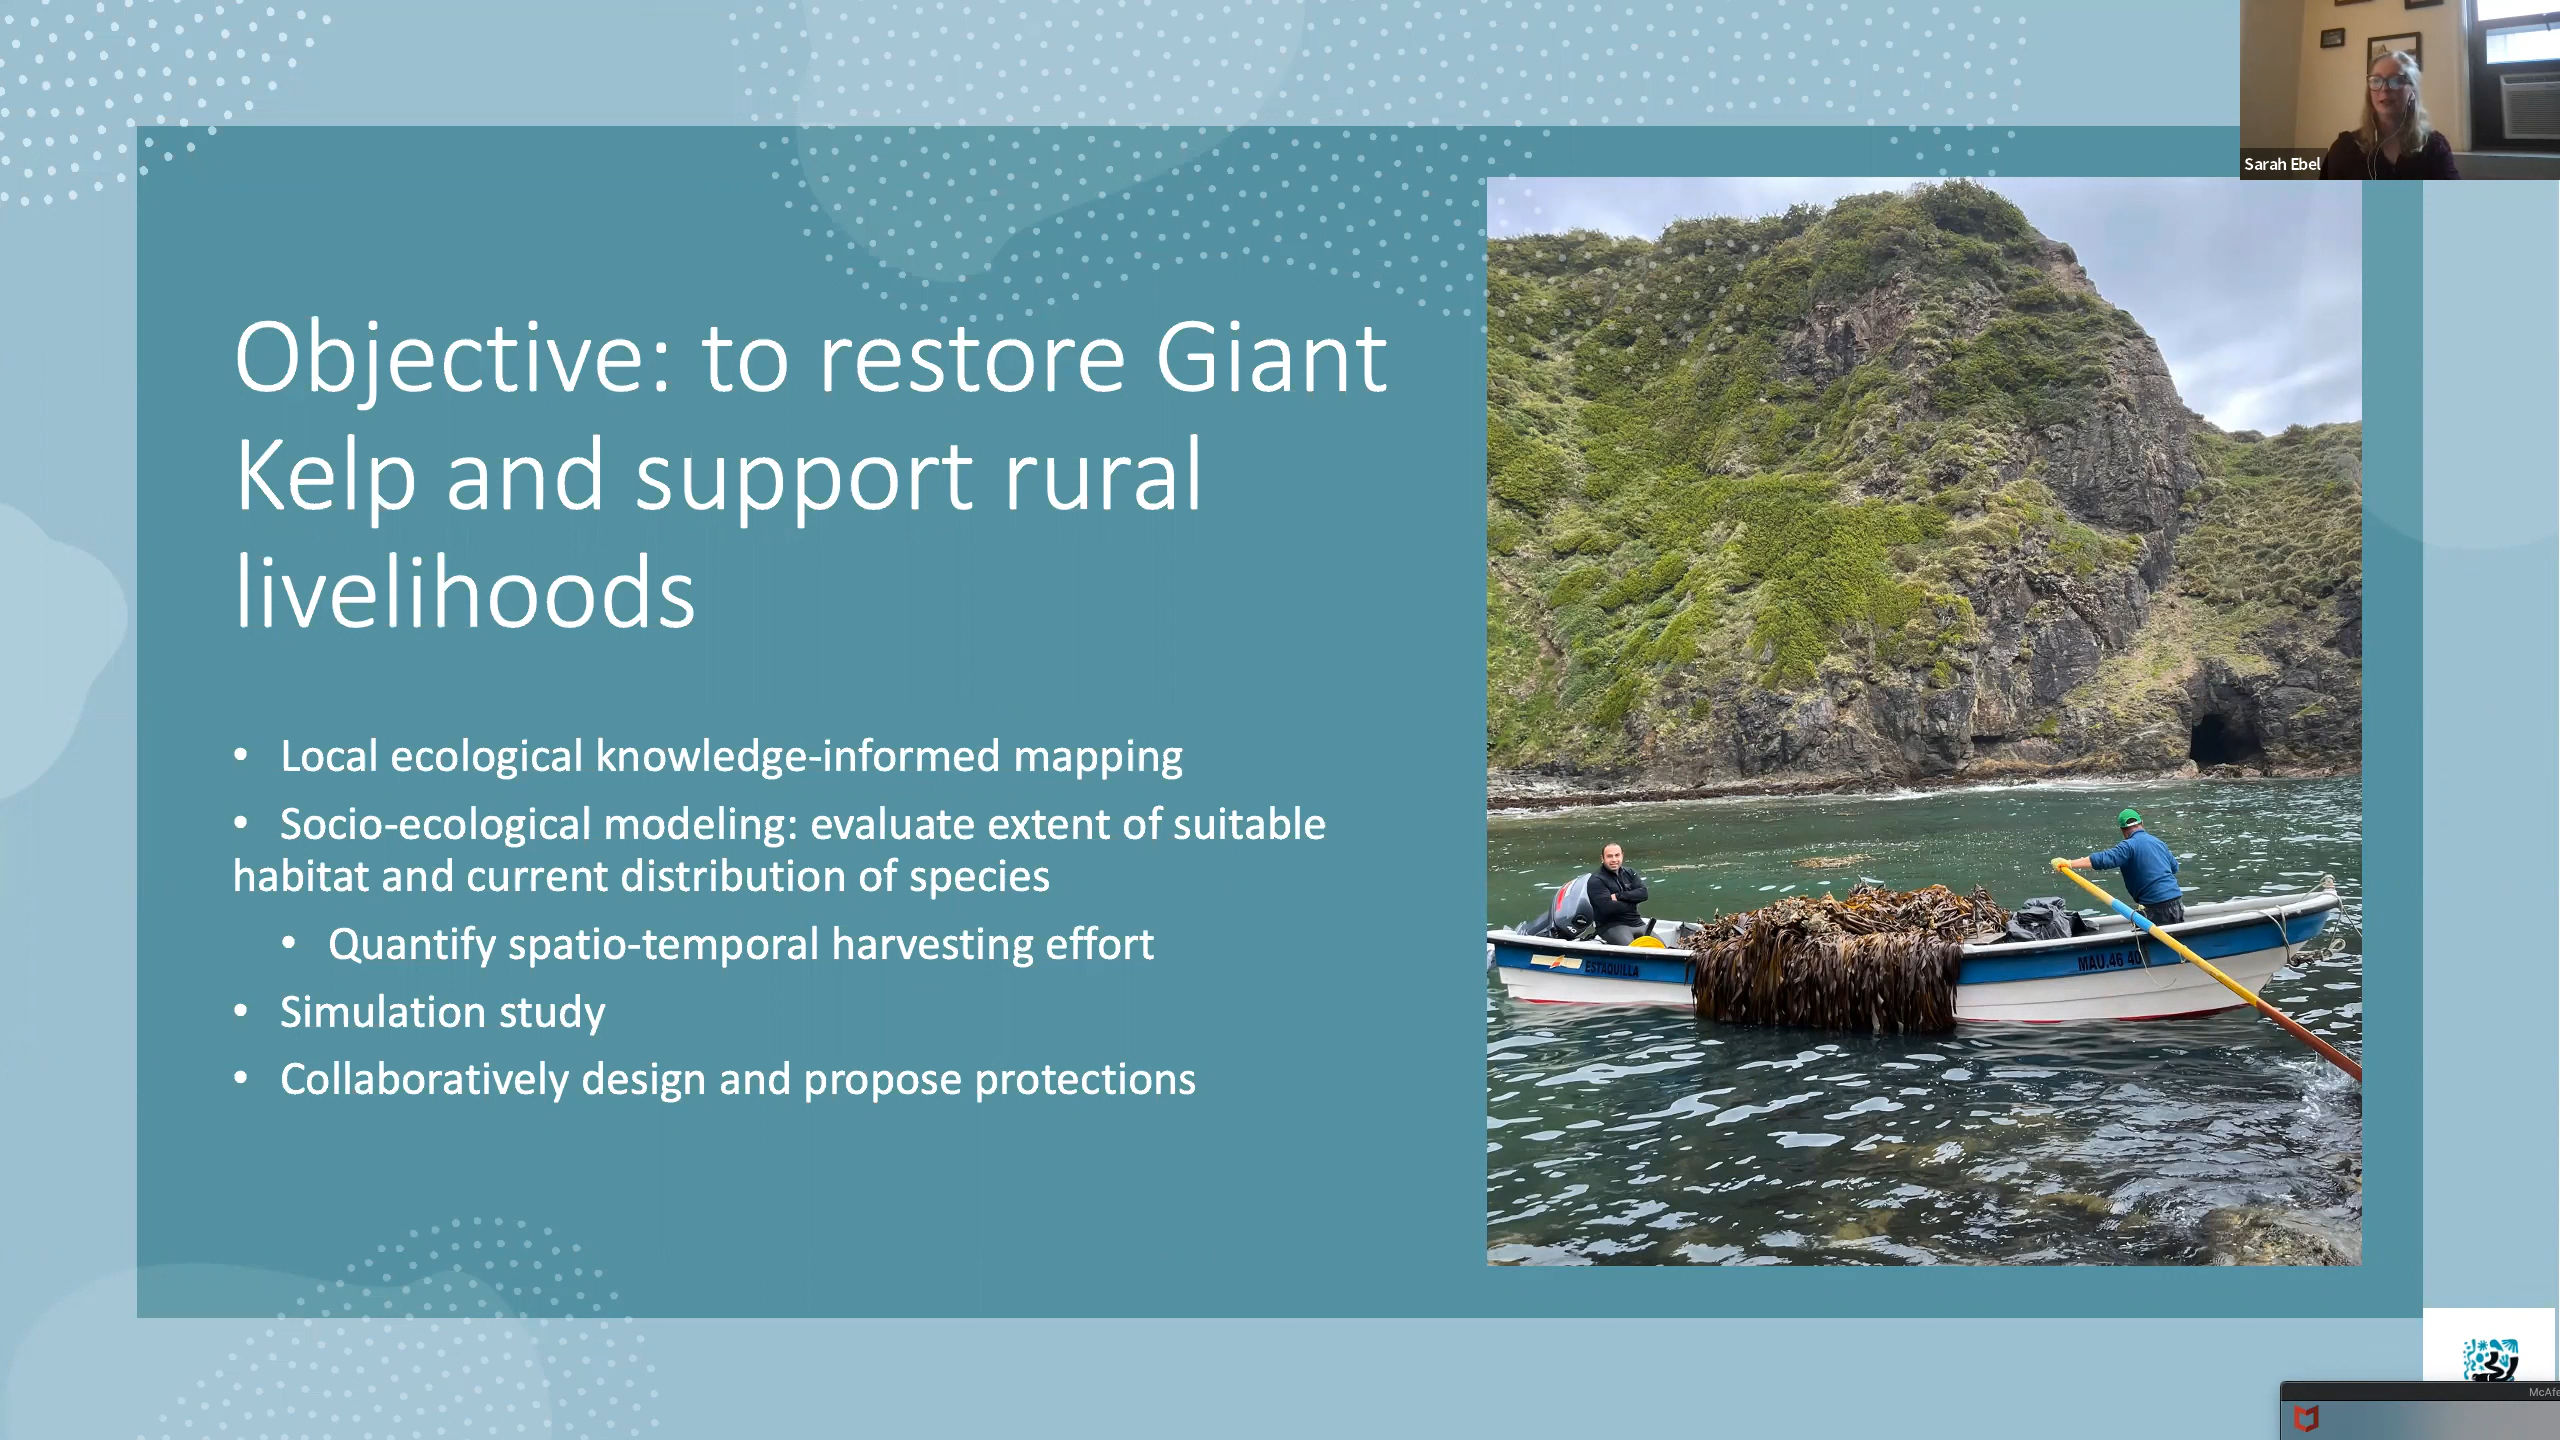 Sarah Ebel
Objective: to restore Giant
Kelp and support rural
livelihoods
• Local ecological knowledge-informed mapping
• Socio-ecological modeling: evaluate extent of suitable
habitat and current distribution of species
• Quantify spatio-temporal harvesting effort
• Simulation study
• Collaboratively design and propose protections
ESTAQUILLA
MAU.46 40